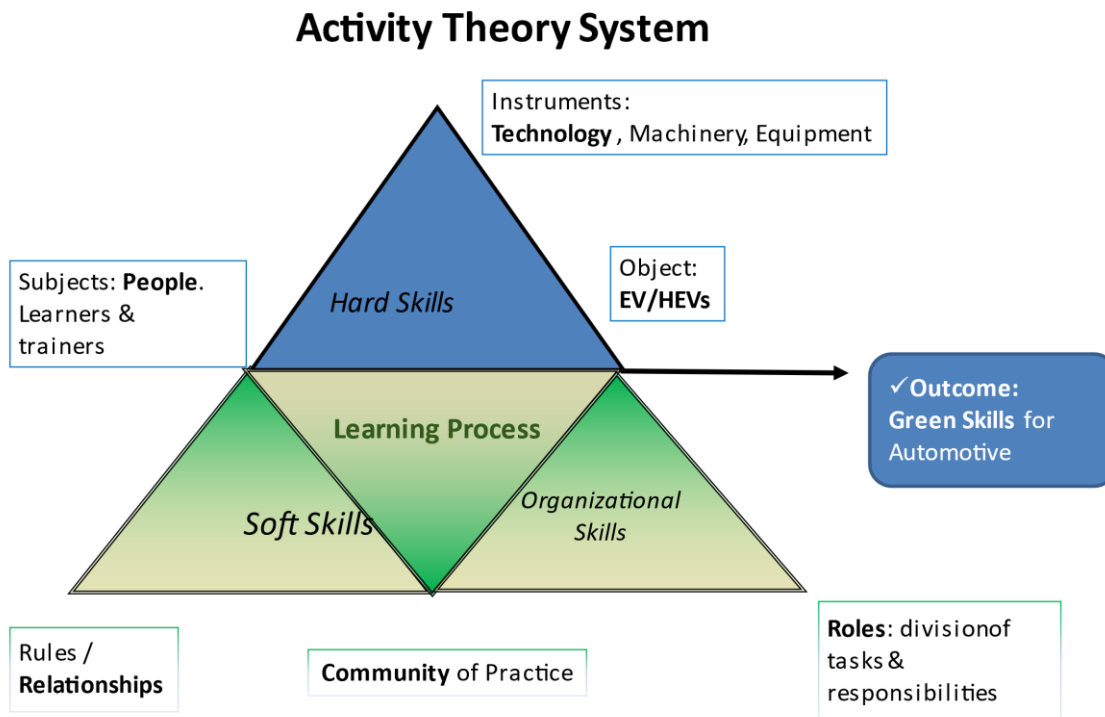 Activity Theory System
Instruments:
Technology , Machinery, Equipment
Subjects: People.
Learners &
trainers
Object:
EV/HEVs
Hard Skills
✓Outcome:
Green Skills for
Automotive
Learning Process
Soft Skills
Organizational
Skills
Rules /
Relationships
Community of Practice
Roles: divisionof
tasks &
responsibilities